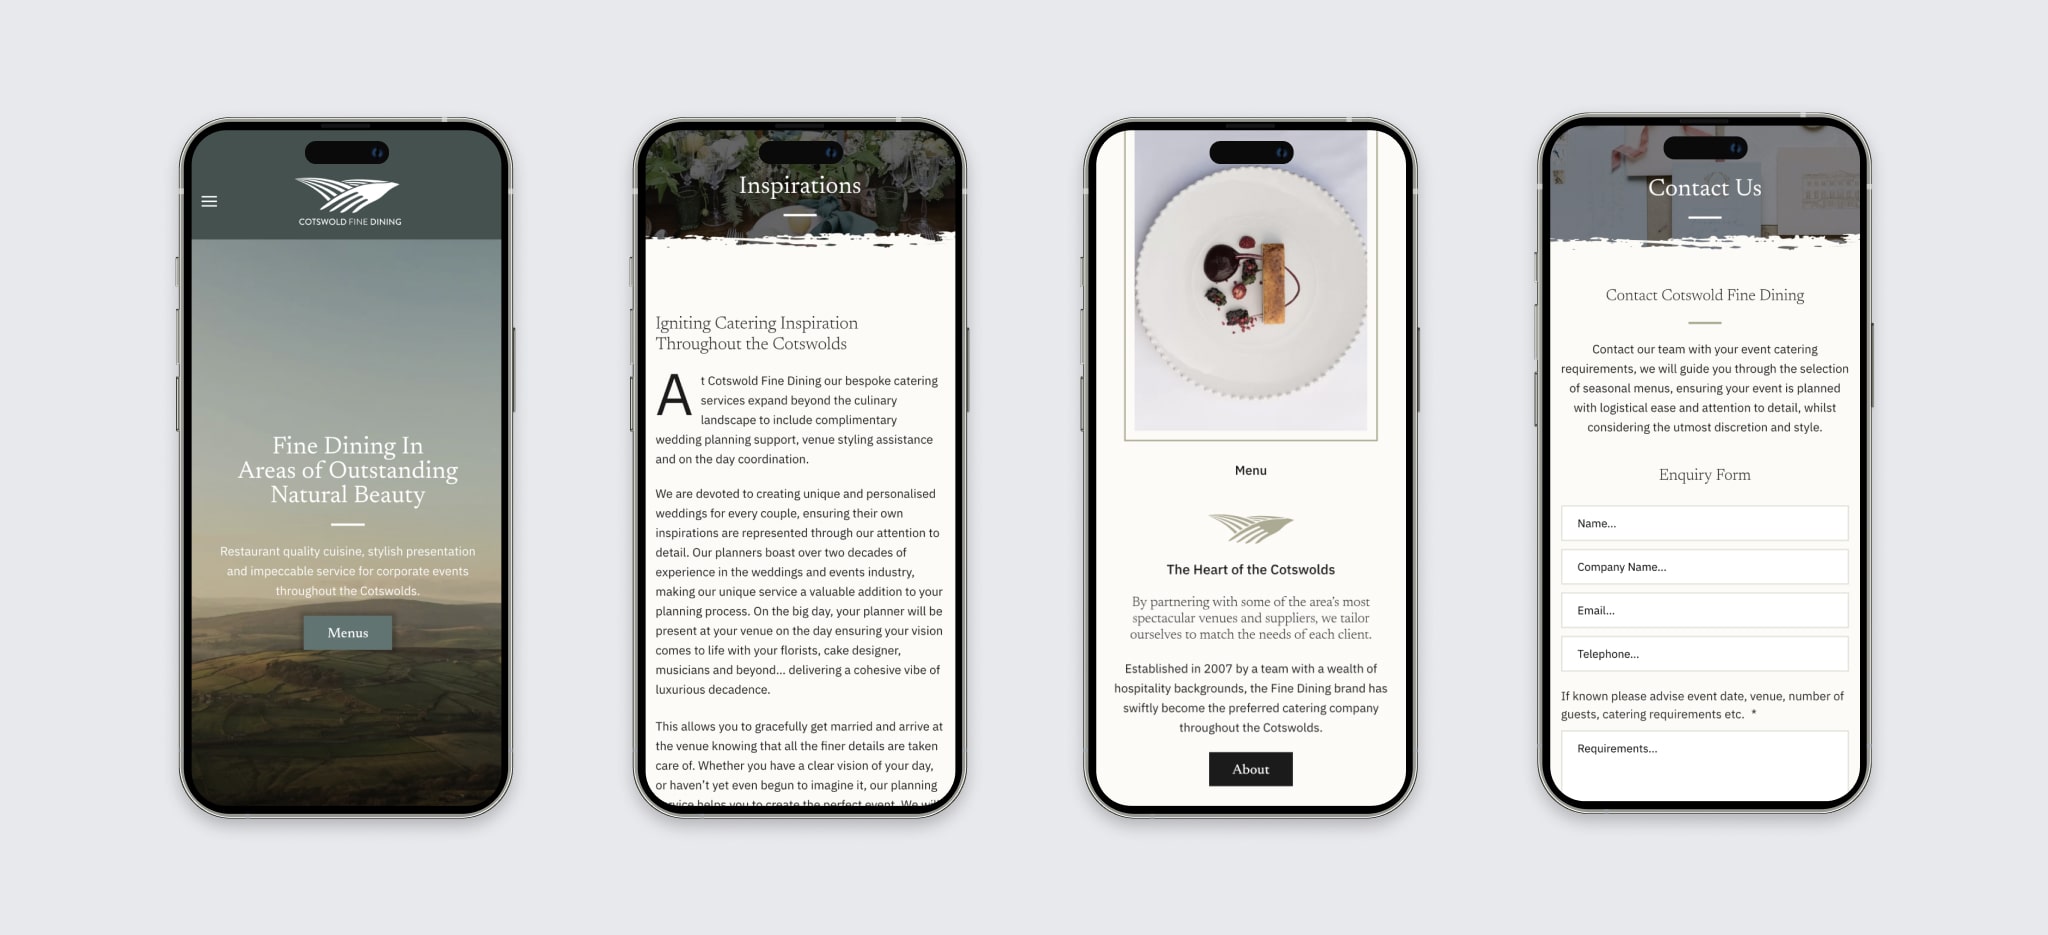 COTSWOLD FINE DINING
Fine Dining In
Areas of Outstanding
Natural Beauty
Restaurant quality cuisine, stylish presentation
and impeccable service for corporate events
throughout the Cotswolds.
Menus
Inspirations
Igniting Catering Inspiration
Throughout the Cotswolds
At Cotswold Fine Dining our bespoke catering
services expand beyond the culinary
landscape to include complimentary
wedding planning support, venue styling assistance
and on the day coordination.
We are devoted to creating unique and personalised
weddings for every couple, ensuring their own
inspirations are represented through our attention to
detail. Our planners boast over two decades of
experience in the weddings and events industry,
making our unique service a valuable addition to your
planning process. On the big day, your planner will be
present at your venue on the day ensuring your vision
comes to life with your florists, cake designer,
musicians and beyond... delivering a cohesive vibe of
luxurious decadence.
This allows you to gracefully get married and arrive at
the venue knowing that all the finer details are taken
care of. Whether you have a clear vision of your day,
or haven't yet even begun to imagine it, our planning
service helps you to create the perfect event. We will
Menu
The Heart of the Cotswolds
By partnering with some of the area's most
spectacular venues and suppliers, we tailor
ourselves to match the needs of each client.
Established in 2007 by a team with a wealth of
hospitality backgrounds, the Fine Dining brand has
swiftly become the preferred catering company
throughout the Cotswolds.
About
Contact Us
Contact Cotswold Fine Dining
Contact our team with your event catering
requirements, we will guide you through the selection
of seasonal menus, ensuring your event is planned
with logistical ease and attention to detail, whilst
considering the utmost discretion and style.
Enquiry Form
Name...
Company Name...
Email...
Telephone...
If known please advise event date, venue, number of
guests, catering requirements etc. *
Requirements...